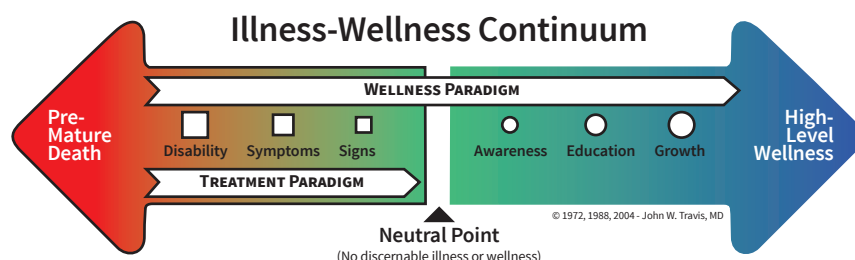 Illness-Wellness Continuum
WELLNESS PARADIGM
Pre-
Mature
Death
Disability
Symptoms
Signs
Awareness
Education
Growth
High-
Level
Wellness
TREATMENT PARADIGM
© 1972, 1988, 2004 - John W. Travis, MD
Neutral Point
(No discernable illness or wellness)